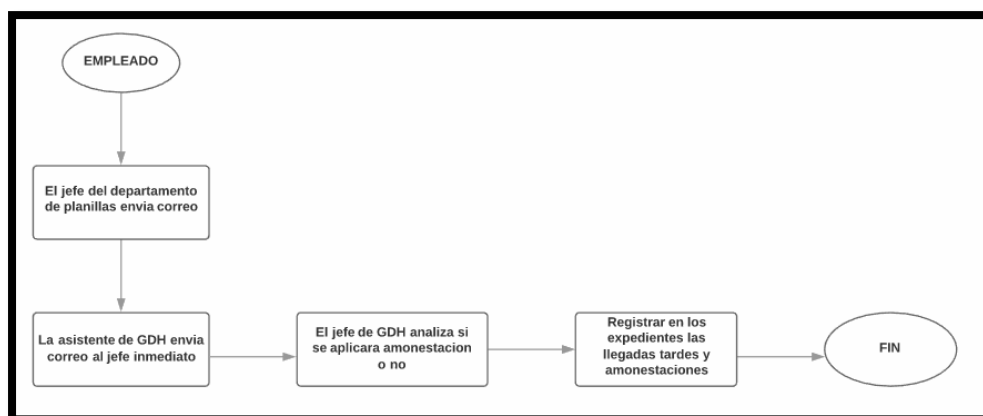 EMPLEADO
El jefe del departamento
de planillas envia correo
La asistente de GDH envia
correo al jefe inmediato
El jefe de GDH analiza si
se aplicara amonestacion
o no
Registrar en los
expedientes las
llegadas tardes y
amonestaciones
FIN